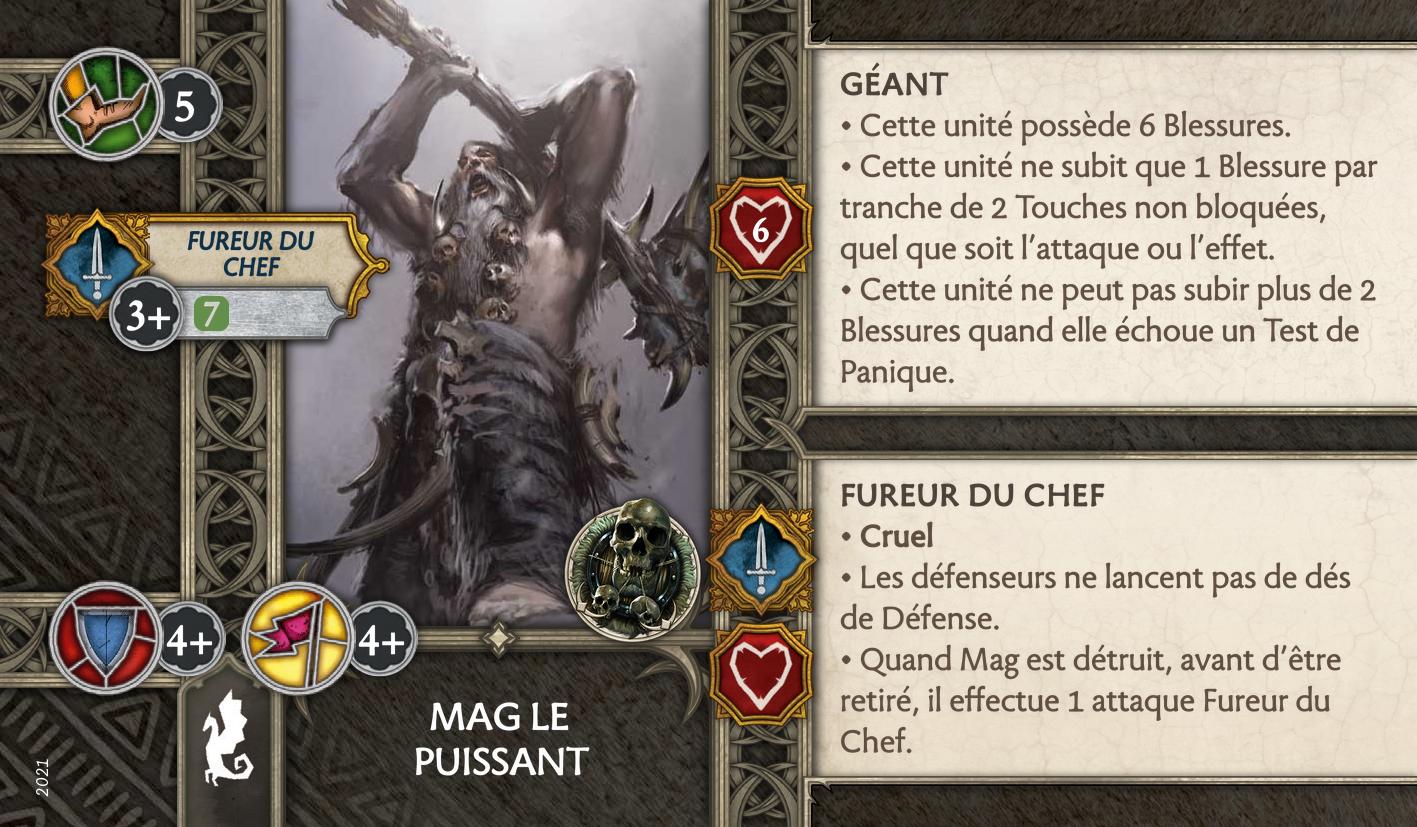 5
FUREUR DU
CHEF
3+
7
4+
4+
MAG LE
PUISSANT
2021
6
GÉANT
• Cette unité possède 6 Blessures.
• Cette unité ne subit que 1 Blessure par
tranche de 2 Touches non bloquées,
quel que soit l'attaque ou l'effet.
• Cette unité ne peut pas subir plus de 2
Blessures quand elle échoue un Test de
Panique.
FUREUR DU CHEF
• Cruel
• Les défenseurs ne lancent pas de dés
de Défense.
• Quand Mag est détruit, avant d'être
retiré, il effectue 1 attaque Fureur du
Chef.